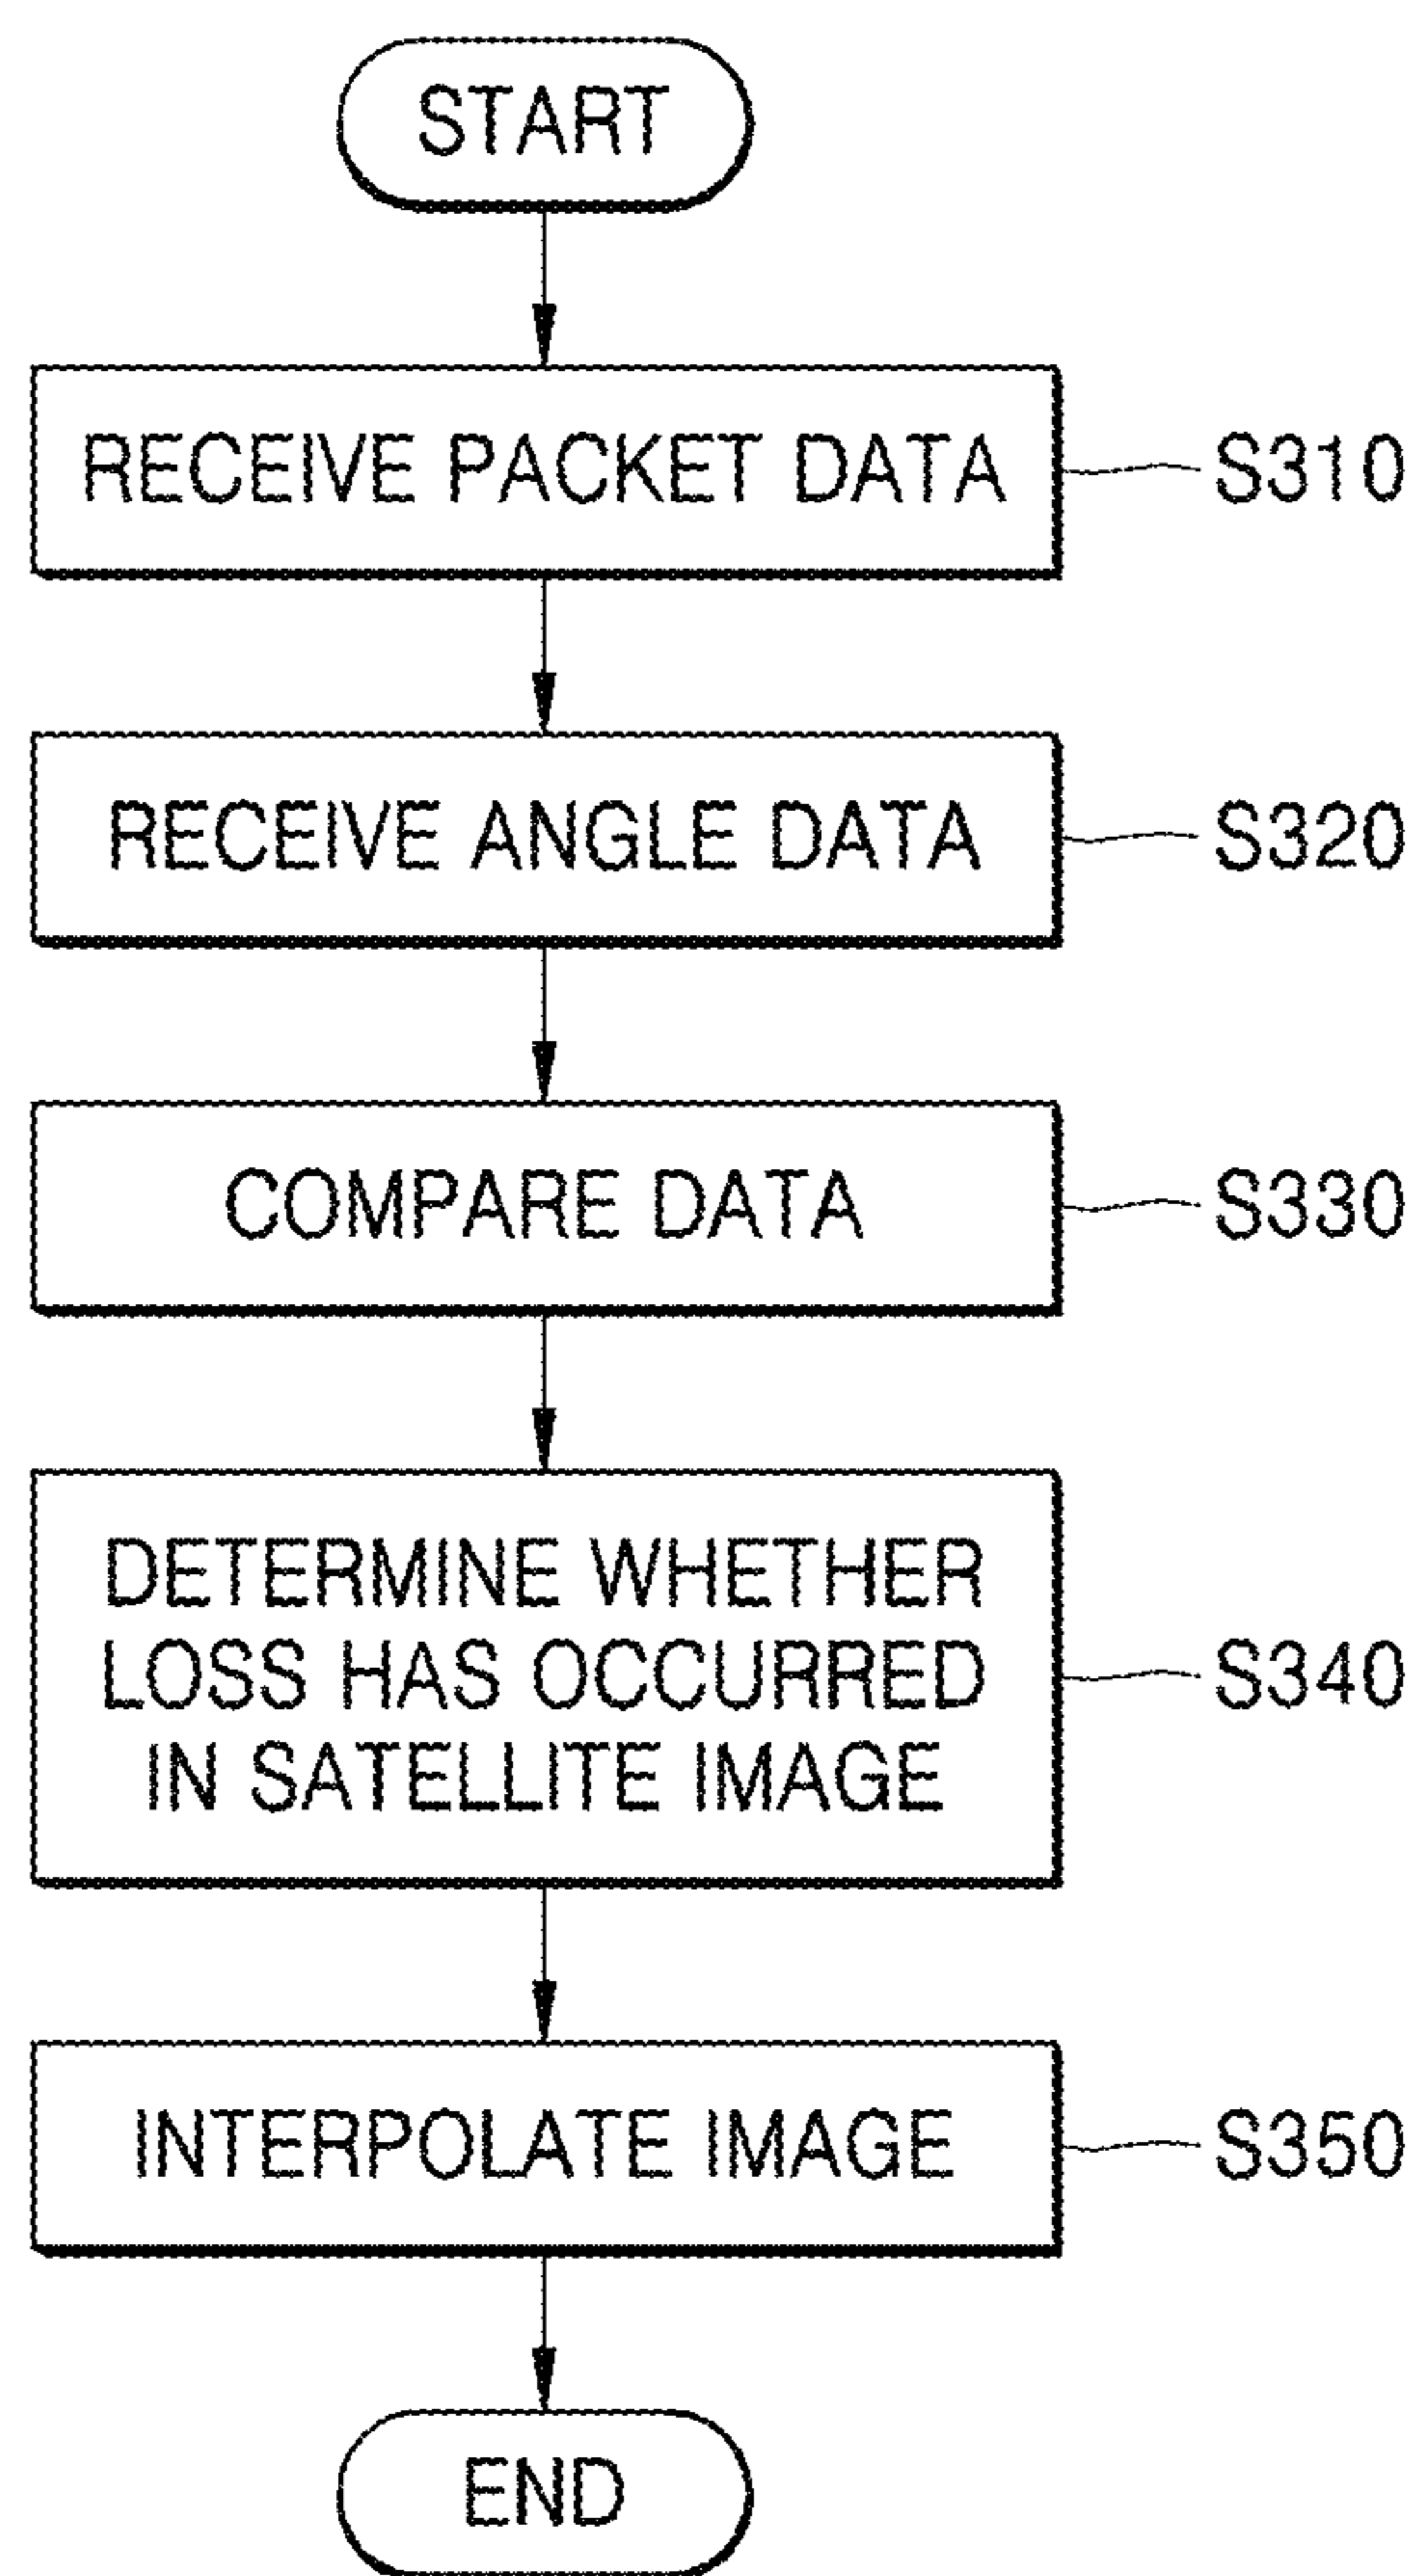 START
RECEIVE PACKET DATA
S310
RECEIVE ANGLE DATA
S320
COMPARE DATA
S330
DETERMINE WHETHER
LOSS HAS OCCURRED
IN SATELLITE IMAGE
S340
INTERPOLATE IMAGE
S350
END